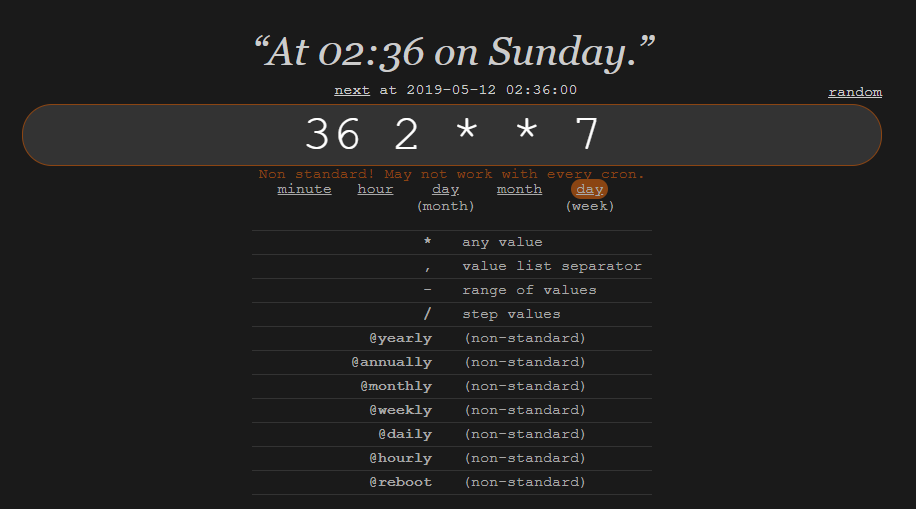 “At 02:36 on Sunday.”
next at 2019-05-12 02:36:00
random
36 2 * * 7
Non standard! May not work with every cron.
minute hour day month day
(month) (week)
* any value
, value list separator
- range of values
/ step values
@yearly (non-standard)
@annually (non-standard)
@monthly (non-standard)
@weekly (non-standard)
@daily (non-standard)
@hourly (non-standard)
@reboot (non-standard)